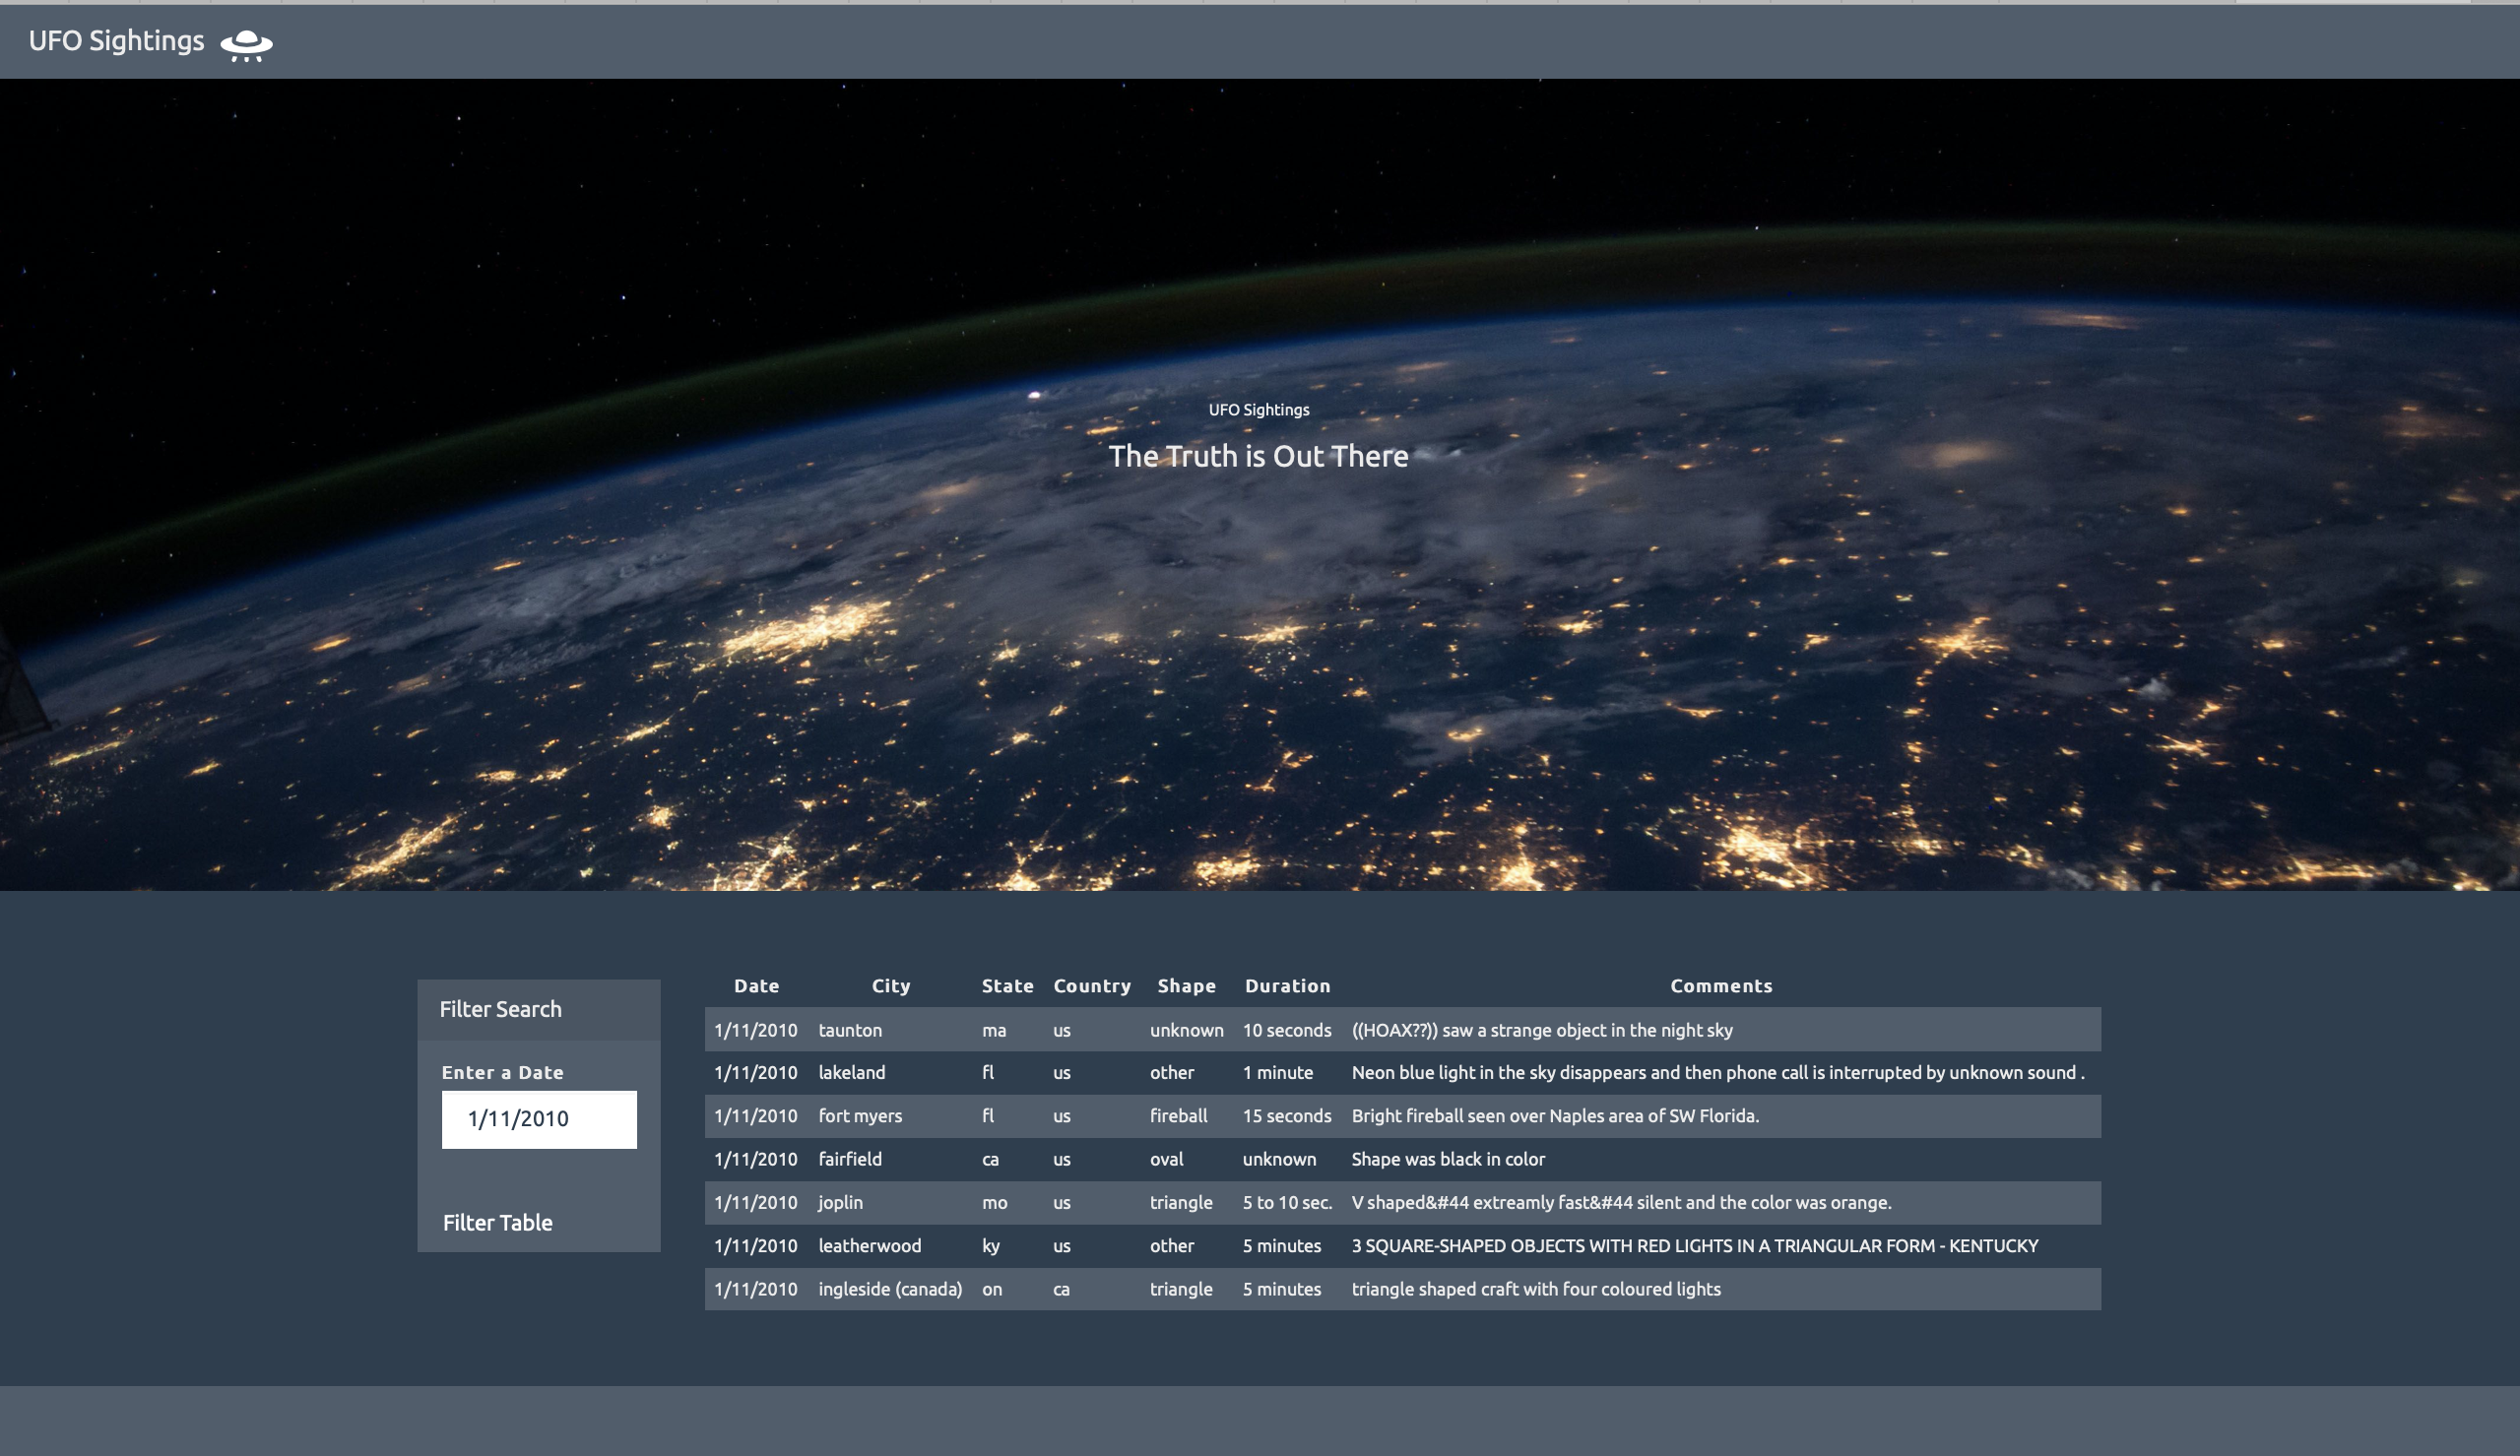 UFO Sightings
UFO Sightings
The Truth is Out There
Filter Search
Enter a Date
1/11/2010
Filter Table
Date City State Country Shape Duration Comments
1/11/2010 taunton ma us unknown 10 seconds ((HOAX??)) saw a strange object in the night sky
1/11/2010 lakeland fl us other 1 minute Neon blue light in the sky disappears and then phone call is interrupted by unknown sound .
1/11/2010 fort myers fl us fireball 15 seconds Bright fireball seen over Naples area of SW Florida.
1/11/2010 fairfield ca us oval unknown Shape was black in color
1/11/2010 joplin mo us triangle 5 to 10 sec. V shaped&#44 extreamly fast&#44 silent and the color was orange.
1/11/2010 leatherwood ky us other 5 minutes 3 SQUARE-SHAPED OBJECTS WITH RED LIGHTS IN A TRIANGULAR FORM - KENTUCKY
1/11/2010 ingleside (canada) on ca triangle 5 minutes triangle shaped craft with four coloured lights